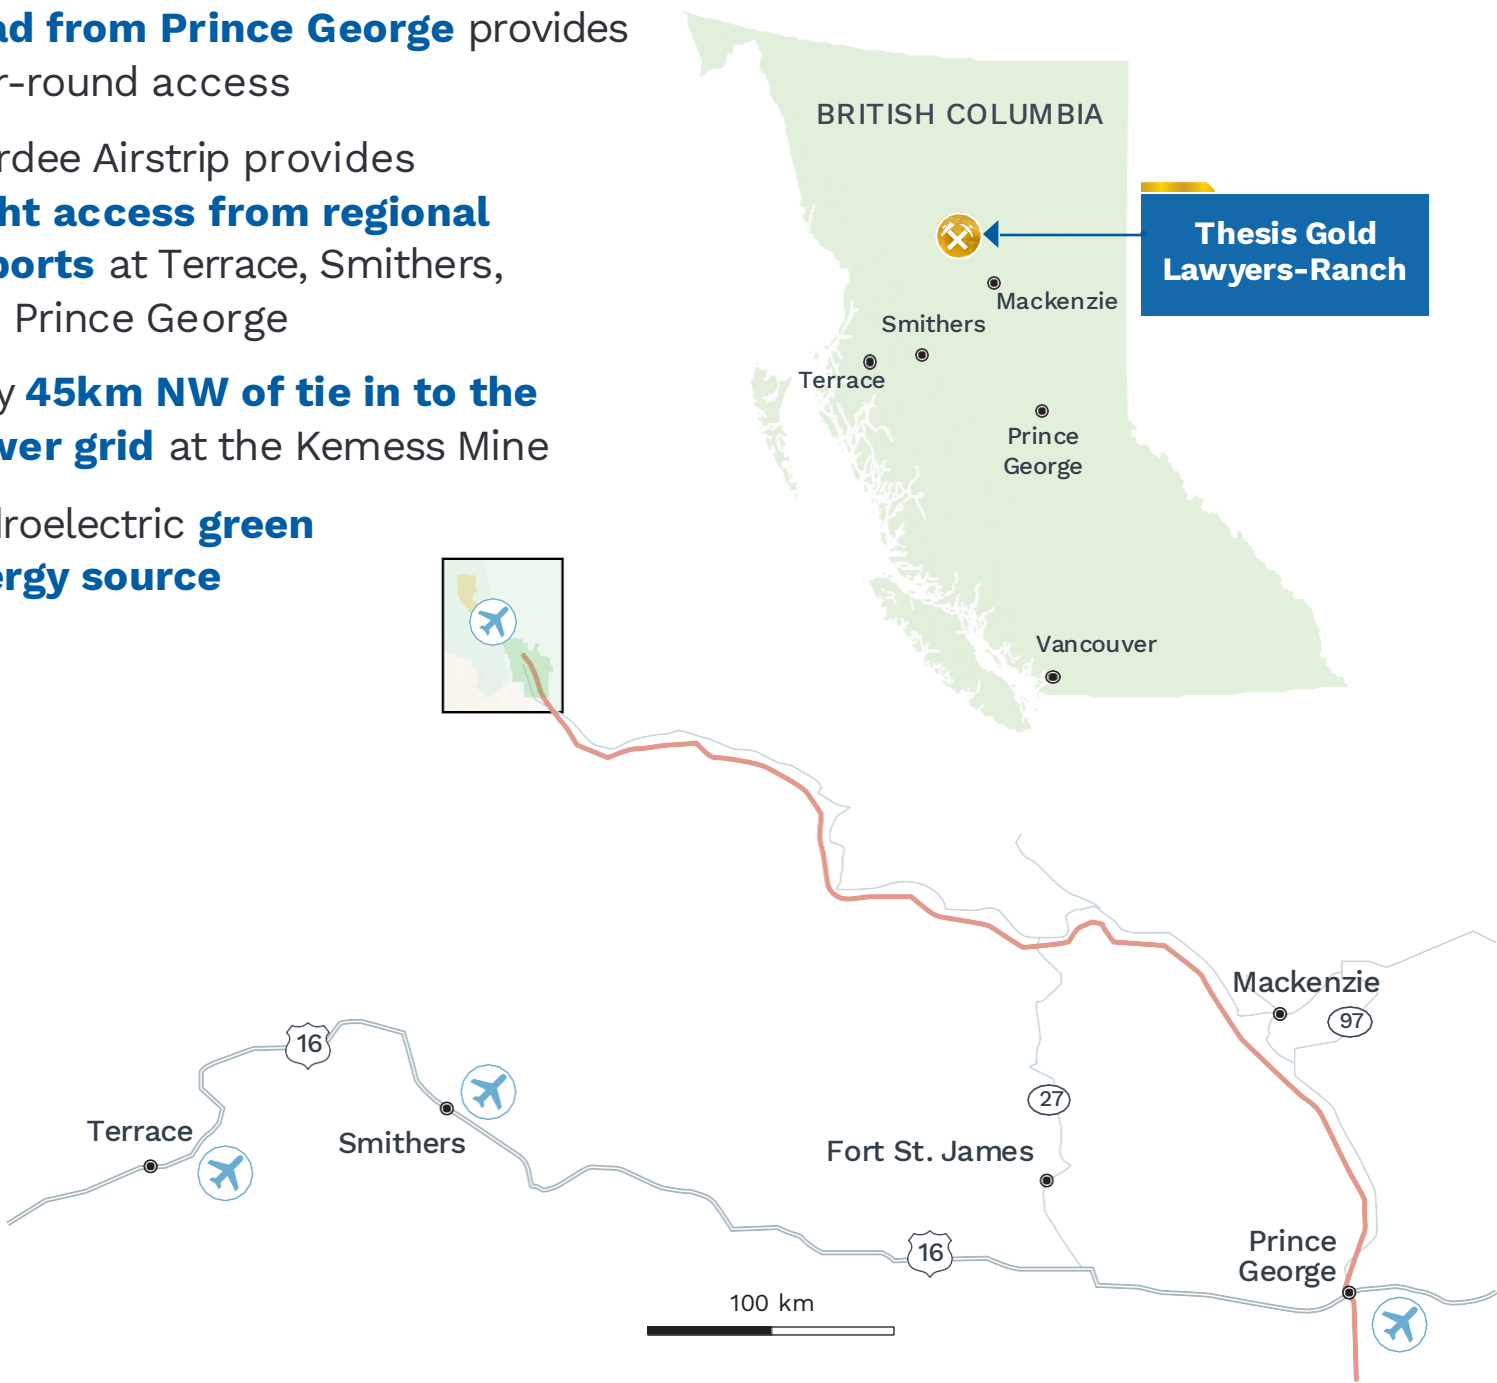 ad from Prince George provides
r-round access
rdee Airstrip provides
ht access from regional
ports at Terrace, Smithers,
Prince George
y 45km NW of tie in to the
wer grid at the Kemess Mine
droelectric green
ergy source
BRITISH COLUMBIA
Thesis Gold
Lawyers-Ranch
Mackenzie
Smithers
Terrace
Prince
George
Vancouver
Mackenzie
97
16
27
Terrace
Smithers
Fort St. James
16
Prince
George
100 km